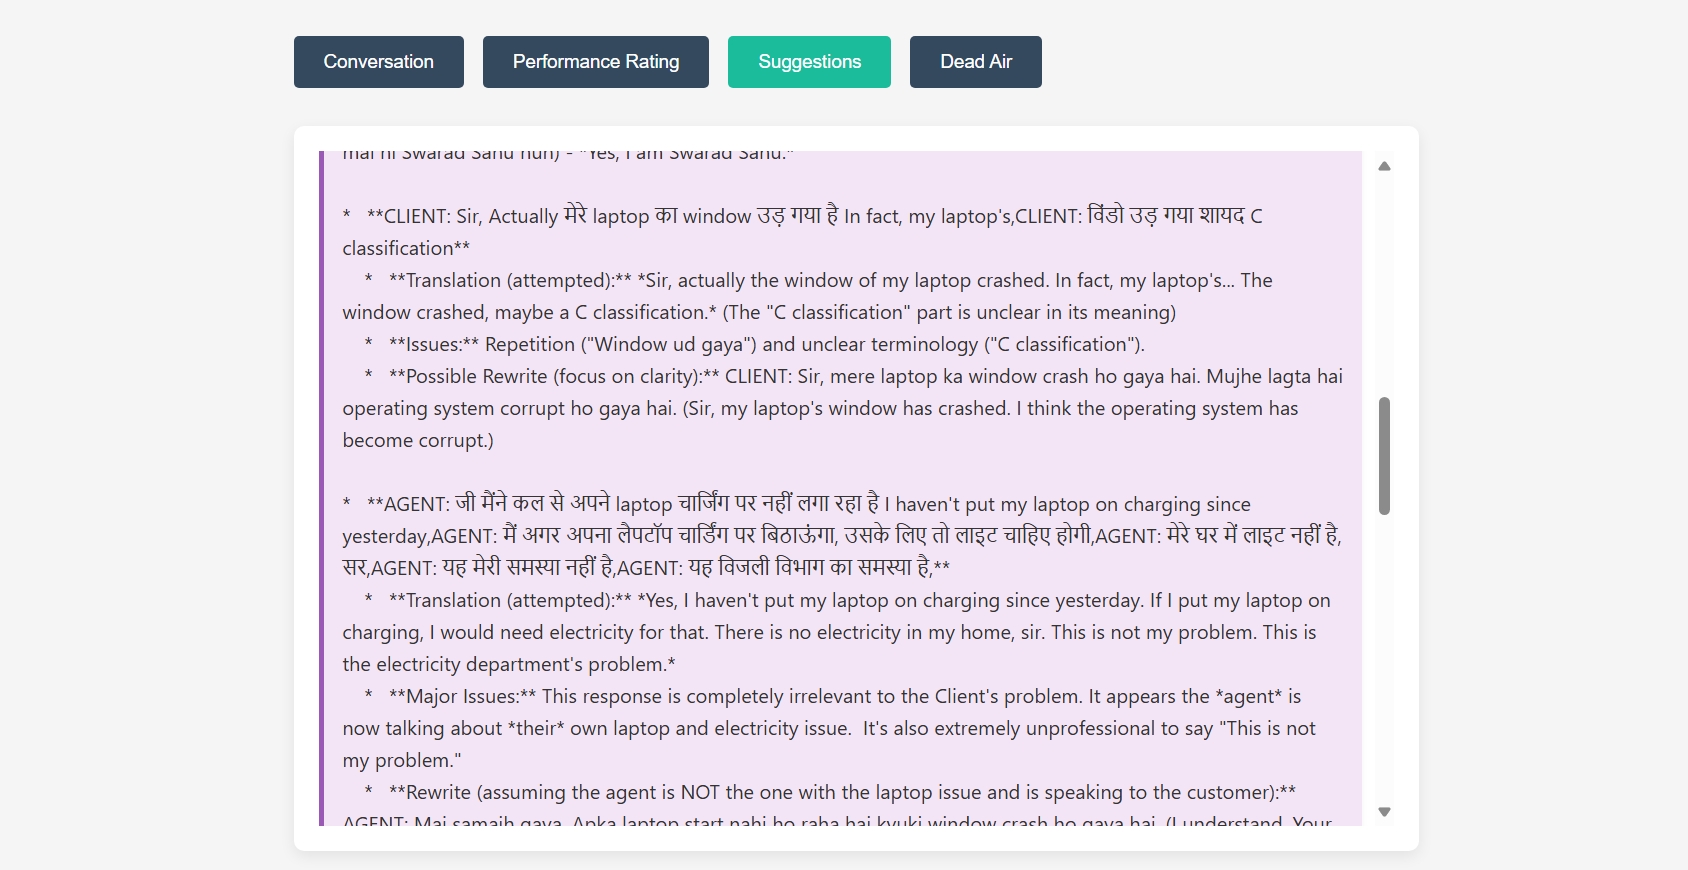 Conversation
Performance Rating
Suggestions
Dead Air
mai hi Swarad Sahu hun) - "Yes, I am Swarad Sahu."
*   **CLIENT: Sir, Actually मेरे laptop का window उड़ गया है In fact, my laptop's,CLIENT: विंडो उड़ गया शायद C
classification**
*   **Translation (attempted):** *Sir, actually the window of my laptop crashed. In fact, my laptop's... The
window crashed, maybe a C classification.* (The "C classification" part is unclear in its meaning)
*   **Issues:** Repetition ("Window ud gaya") and unclear terminology ("C classification").
*   **Possible Rewrite (focus on clarity):** CLIENT: Sir, mere laptop ka window crash ho gaya hai. Mujhe lagta hai
operating system corrupt ho gaya hai. (Sir, my laptop's window has crashed. I think the operating system has
become corrupt.)
*   **AGENT: जी मैंने कल से अपने laptop चार्जिंग पर नहीं लगा रहा है I haven't put my laptop on charging since
yesterday,AGENT: मैं अगर अपना लैपटॉप चार्डिंग पर बिठाऊंगा, उसके लिए तो लाइट चाहिए होगी,AGENT: मेरे घर में लाइट नहीं है,
सर,AGENT: यह मेरी समस्या नहीं है,AGENT: यह विजली विभाग का समस्या है,**
*   **Translation (attempted):** *Yes, I haven't put my laptop on charging since yesterday. If I put my laptop on
charging, I would need electricity for that. There is no electricity in my home, sir. This is not my problem. This is
the electricity department's problem.*
*   **Major Issues:** This response is completely irrelevant to the Client's problem. It appears the *agent* is
now talking about *their* own laptop and electricity issue.  It's also extremely unprofessional to say "This is not
my problem."
*   **Rewrite (assuming the agent is NOT the one with the laptop issue and is speaking to the customer):**
AGENT: Mai samajh gaya. Apka laptop start nahi ho raha hai kyuki window crash ho gaya hai. (I understand. Your